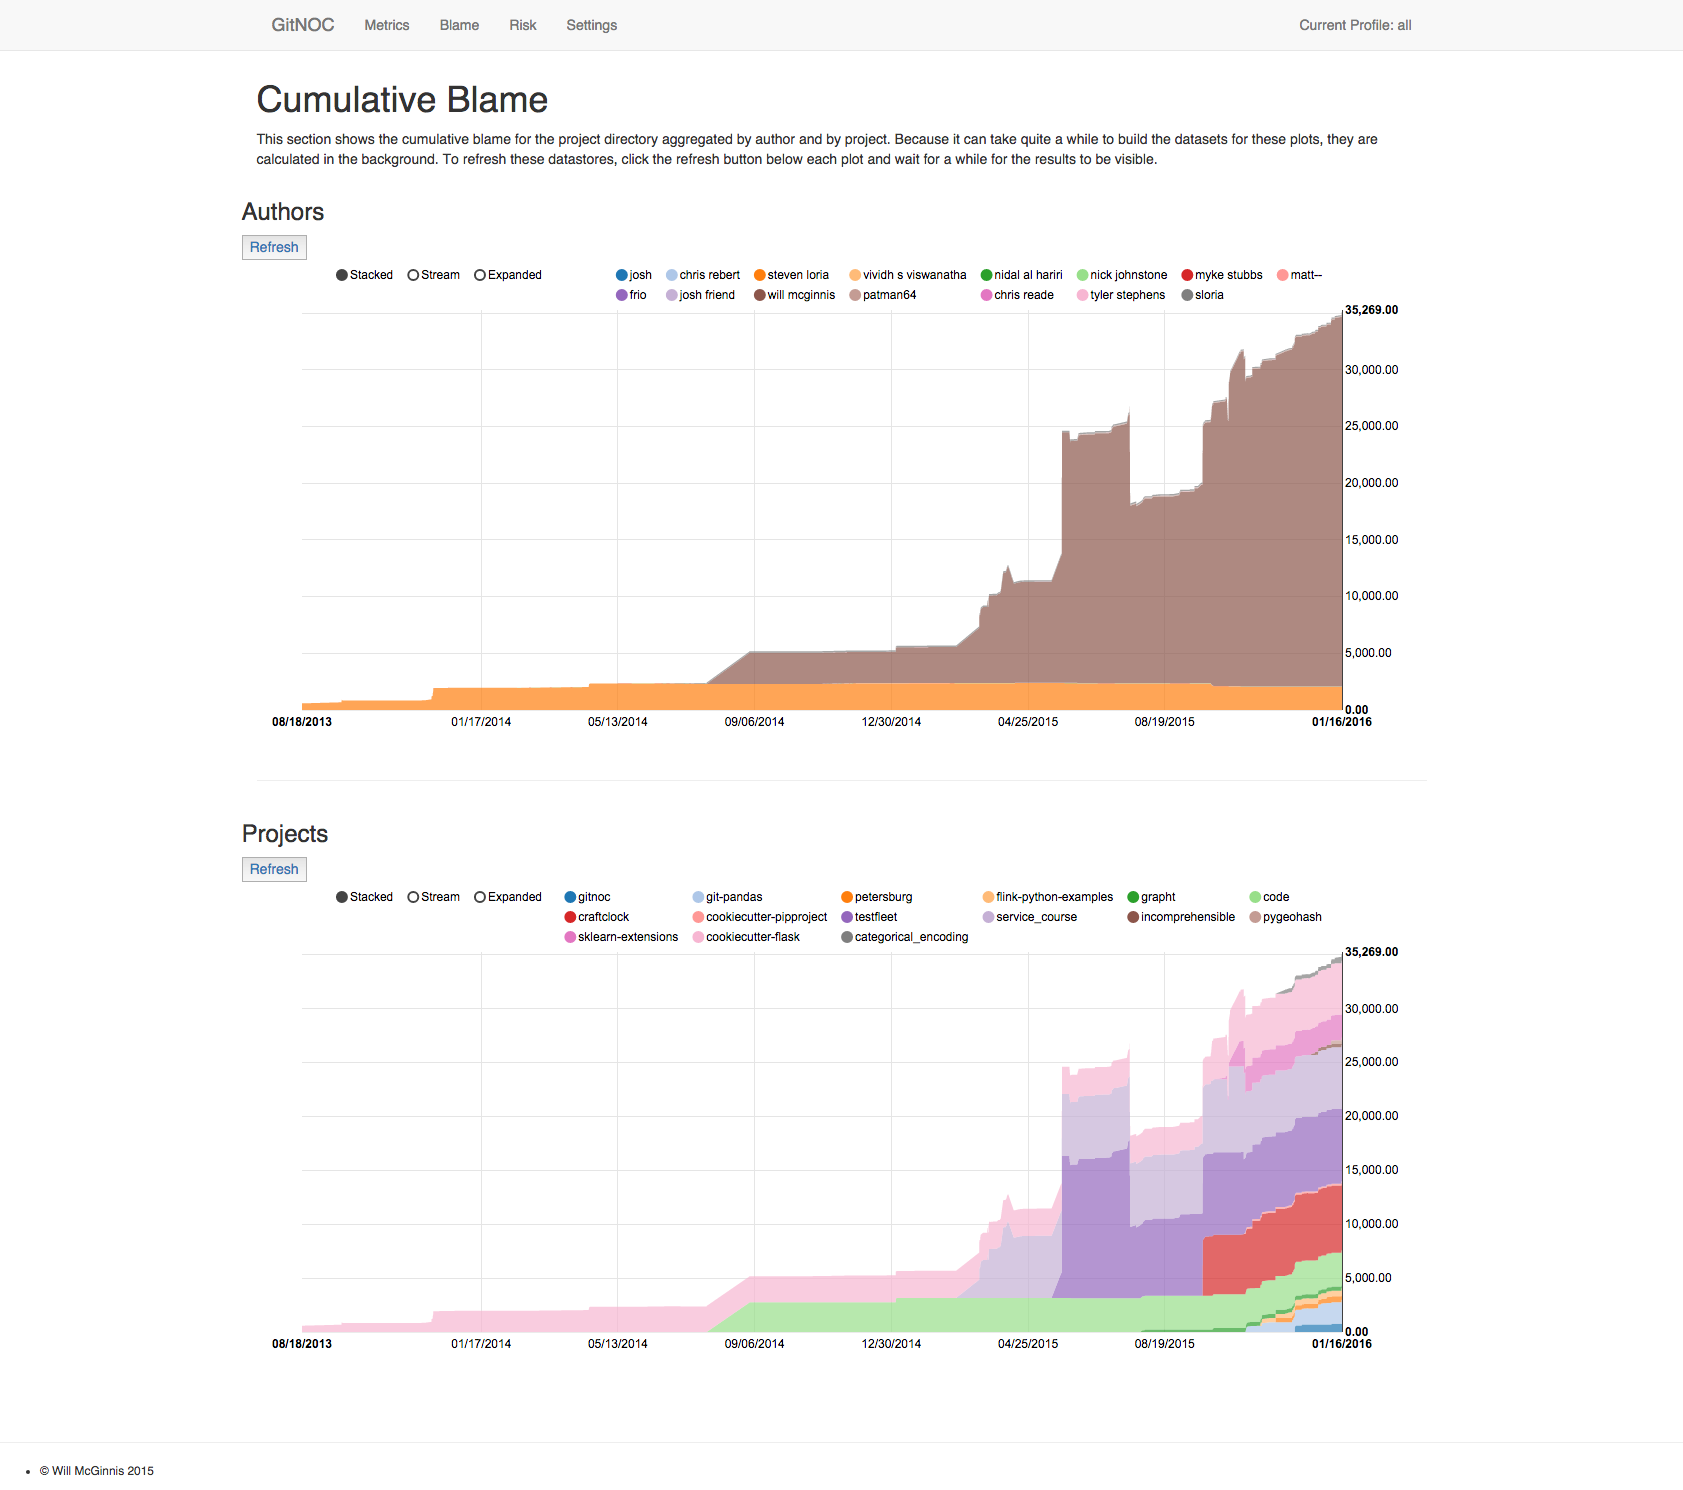 GitNOC Metrics Blame Risk Settings Current Profile: all
Cumulative Blame
This section shows the cumulative blame for the project directory aggregated by author and by project. Because it can take quite a while to build the datasets for these plots, they are
calculated in the background. To refresh these datastores, click the refresh button below each plot and wait for a while for the results to be visible.
Authors
Refresh
Stacked Stream Expanded josh chris rebert steven loria vividh s viswanatha nidal al hariri nick johnstone myke stubbs matt--
frio josh friend will mcginnis patman64 chris reade tyler stephens sloria
35,269.00
30,000.00
25,000.00
20,000.00
15,000.00
10,000.00
5,000.00
0.00
08/18/2013 01/17/2014 05/13/2014 09/06/2014 12/30/2014 04/25/2015 08/19/2015 01/16/2016
Projects
Refresh
Stacked Stream Expanded gitnoc git-pandas petersburg flink-python-examples grapht code
craftclock cookiecutter-pipproject testfleet service_course incomprehensible pygeohash
sklearn-extensions cookiecutter-flask categorical_encoding
35,269.00
30,000.00
25,000.00
20,000.00
15,000.00
10,000.00
5,000.00
0.00
08/18/2013 01/17/2014 05/13/2014 09/06/2014 12/30/2014 04/25/2015 08/19/2015 01/16/2016
• © Will McGinnis 2015